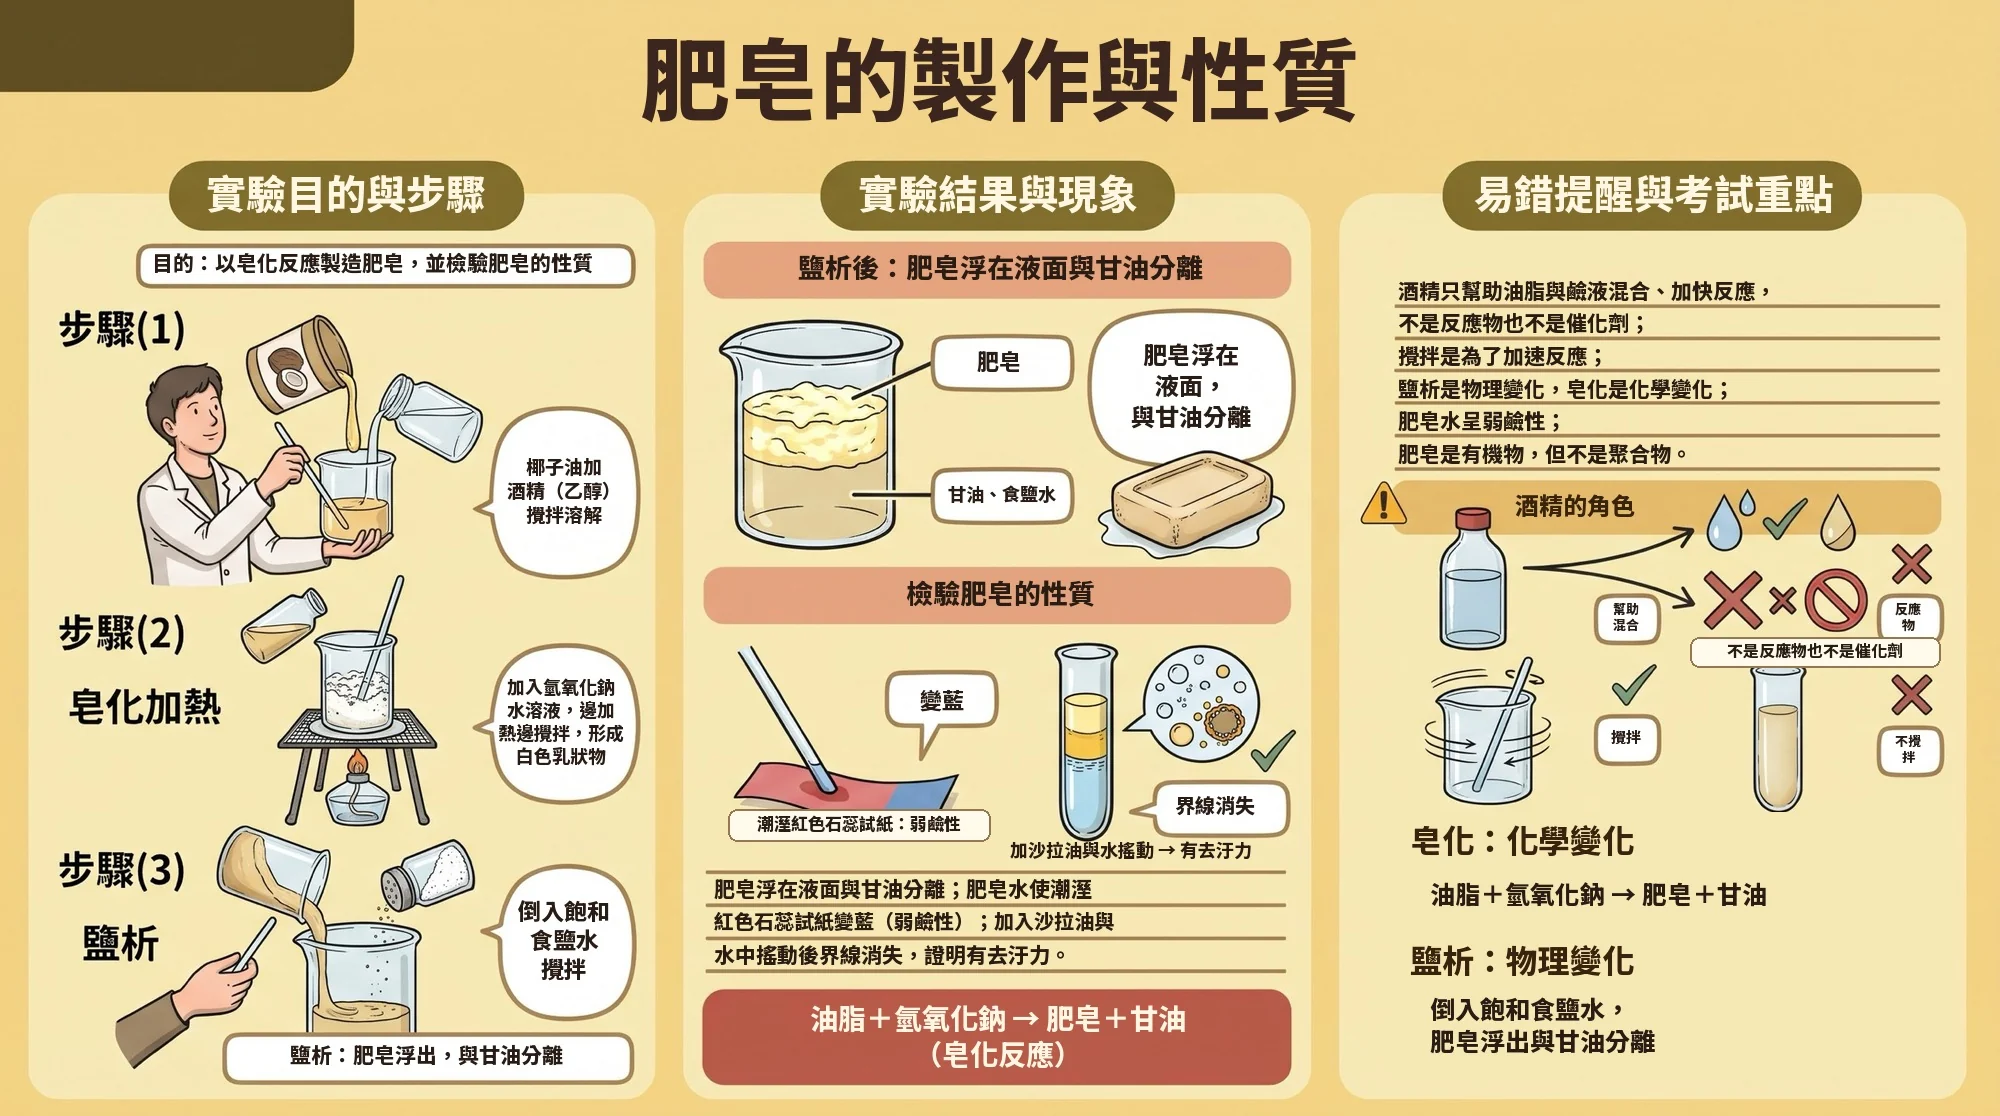 肥皂的製作與性質
實驗目的與步驟
目的：以皂化反應製造肥皂，並檢驗肥皂的性質
步驟(1)
椰子油加
酒精（乙醇）
攪拌溶解
步驟(2)
皂化加熱
加入氫氧化鈉
水溶液，邊加
熱邊攪拌，形成
白色乳狀物
步驟(3)
鹽析
倒入飽和
食鹽水
攪拌
鹽析：肥皂浮出，與甘油分離
實驗結果與現象
鹽析後：肥皂浮在液面與甘油分離
肥皂
甘油、食鹽水
肥皂浮在
液面，
與甘油分離
檢驗肥皂的性質
變藍
潮溼紅色石蕊試紙：弱鹼性
界線消失
加沙拉油與水搖動→有去汙力
肥皂浮在液面與甘油分離；肥皂水使潮溼
紅色石蕊試紙變藍（弱鹼性）；加入沙拉油與
水中搖動後界線消失，證明有去汙力。
油脂＋氫氧化鈉→肥皂＋甘油
（皂化反應）
易錯提醒與考試重點
酒精只幫助油脂與鹼液混合、加快反應，
不是反應物也不是催化劑；
攪拌是為了加速反應；
鹽析是物理變化，皂化是化學變化；
肥皂水呈弱鹼性；
肥皂是有機物，但不是聚合物。
酒精的角色
幫助
混合
反應
物
不是反應物也不是催化劑
攪拌
不攪
拌
皂化：化學變化
油脂＋氫氧化鈉→肥皂＋甘油
鹽析：物理變化
倒入飽和食鹽水，
肥皂浮出與甘油分離